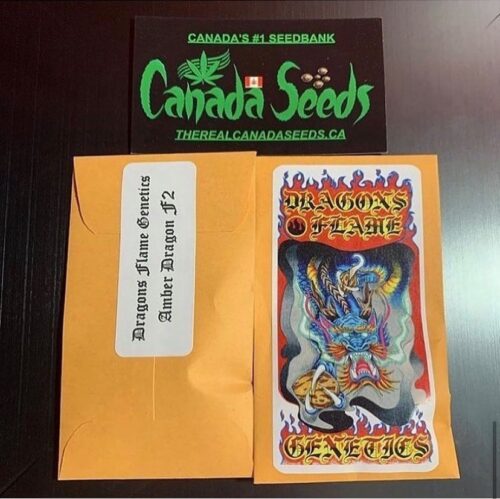 CANADA'S #1 SEEDBANK
Canada Seeds
THEREALCANADASEEDS.CA
Dragons Flame Genetics
Amber Dragon F2
DRAGONS
FLAME
GENETICS